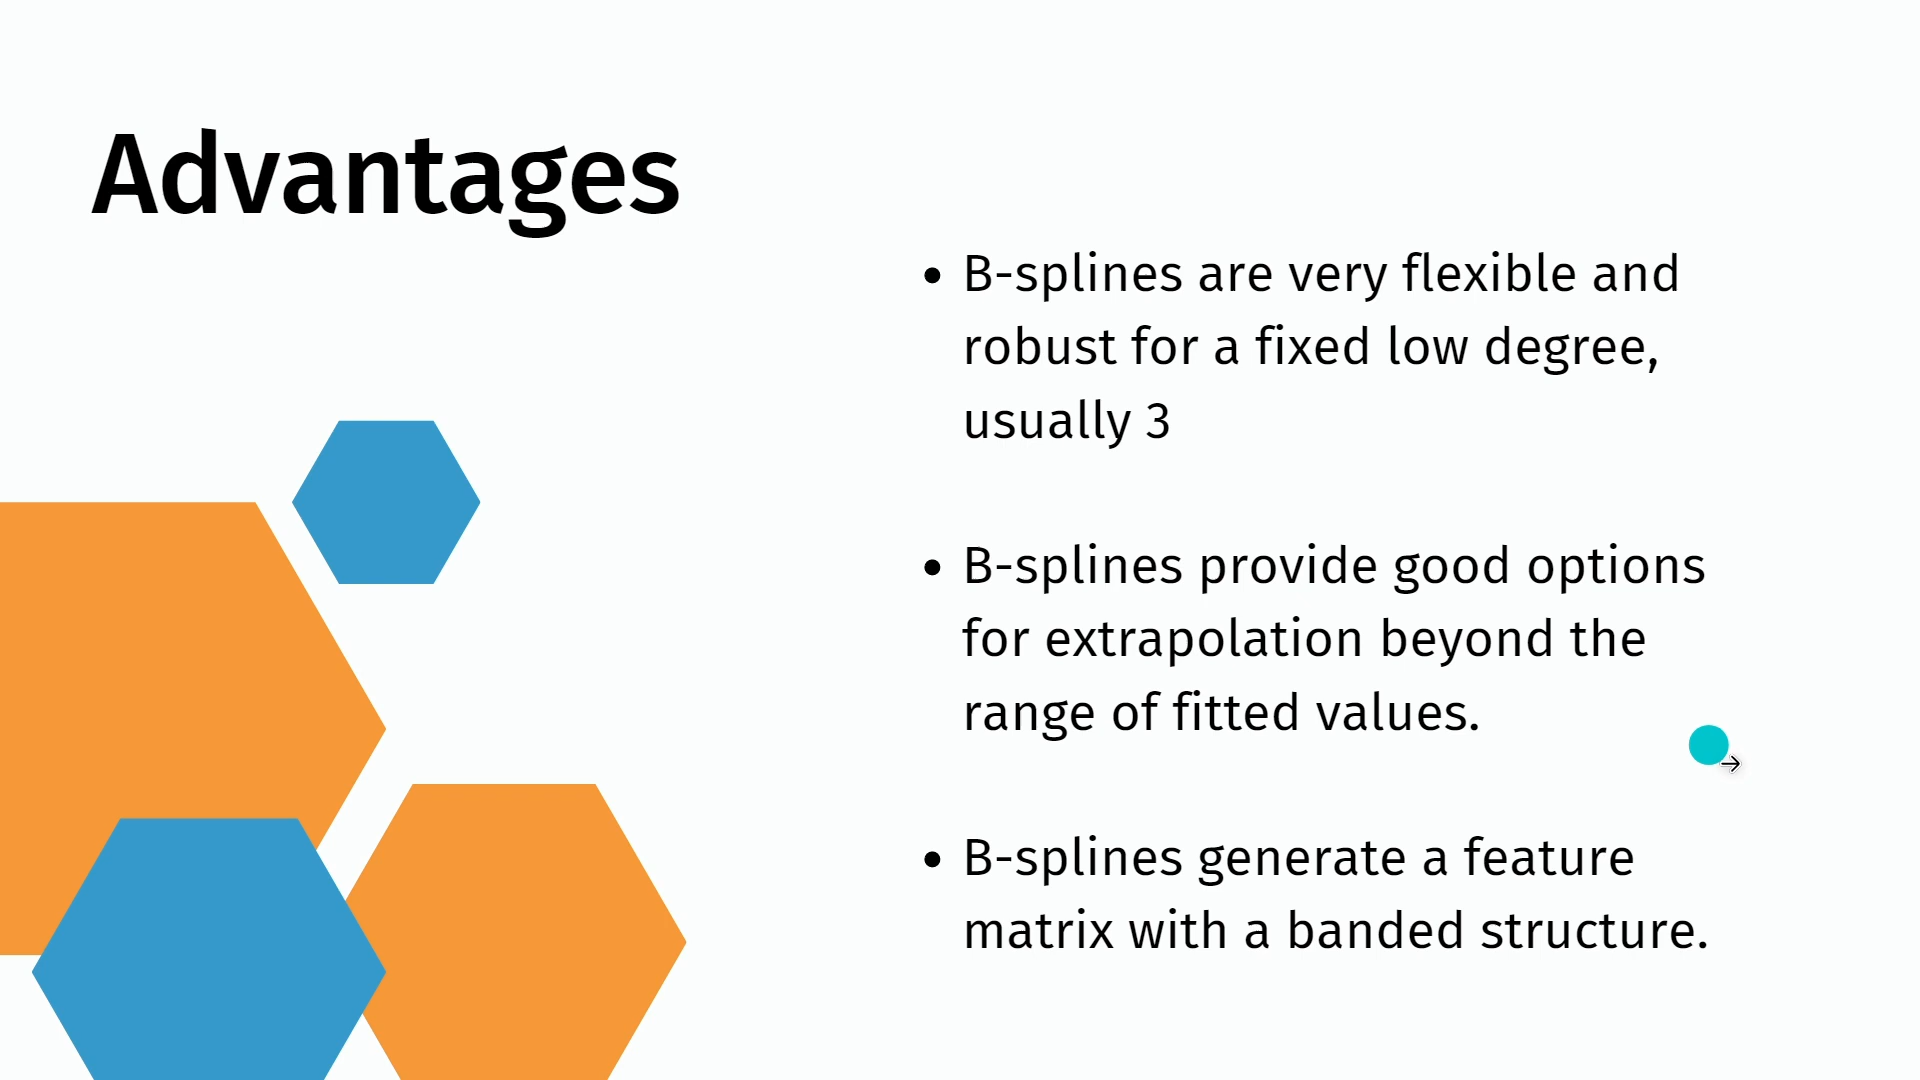 Advantages
• B-splines are very flexible and
robust for a fixed low degree,
usually 3
• B-splines provide good options
for extrapolation beyond the
range of fitted values.
• B-splines generate a feature
matrix with a banded structure.